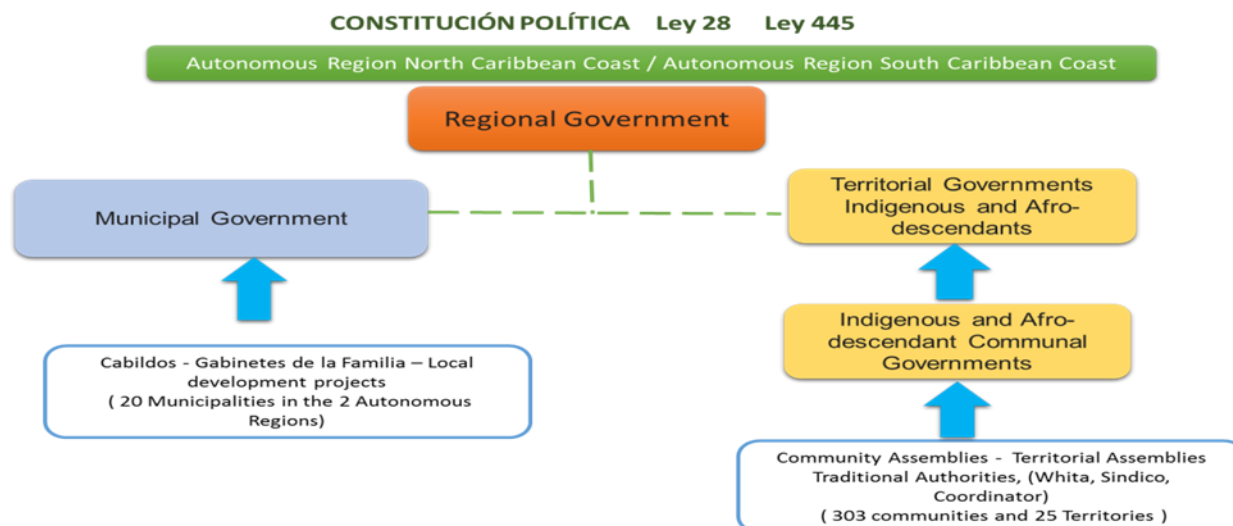 CONSTITUCIÓN POLÍTICA Ley 28 Ley 445
Autonomous Region North Caribbean Coast / Autonomous Region South Caribbean Coast
Regional Government
Municipal Government
Territorial Governments
Indigenous and Afro-
descendants
Indigenous and Afro-
descendant Communal
Governments
Cabildos - Gabinetes de la Familia – Local
development projects
( 20 Municipalities in the 2 Autonomous
Regions)
Community Assemblies - Territorial Assemblies
Traditional Authorities, (Whita, Sindico,
Coordinator)
( 303 communities and 25 Territories )